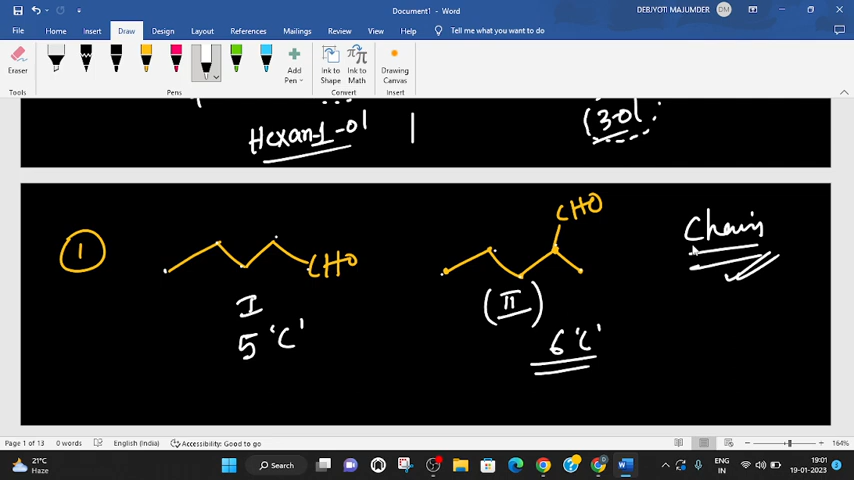 Document1 - Word
DEBJYOTI MAJUMDER
DM
File Home Insert Draw Design Layout References Mailings Review View Help Tell me what you want to do
Eraser
Add Pen
Ink to Shape
Ink to Math
Drawing Canvas
Tools Pens Convert Insert
Hexan-1-ol
(3-ol
1
CHO
CHO
Chain
I
(II)
5 'C'
6 'C'
Page 1 of 13 0 words English (India) Accessibility: Good to go 164%
21°C
Haze
Search
ENG
IN
19:01
19-01-2023
3